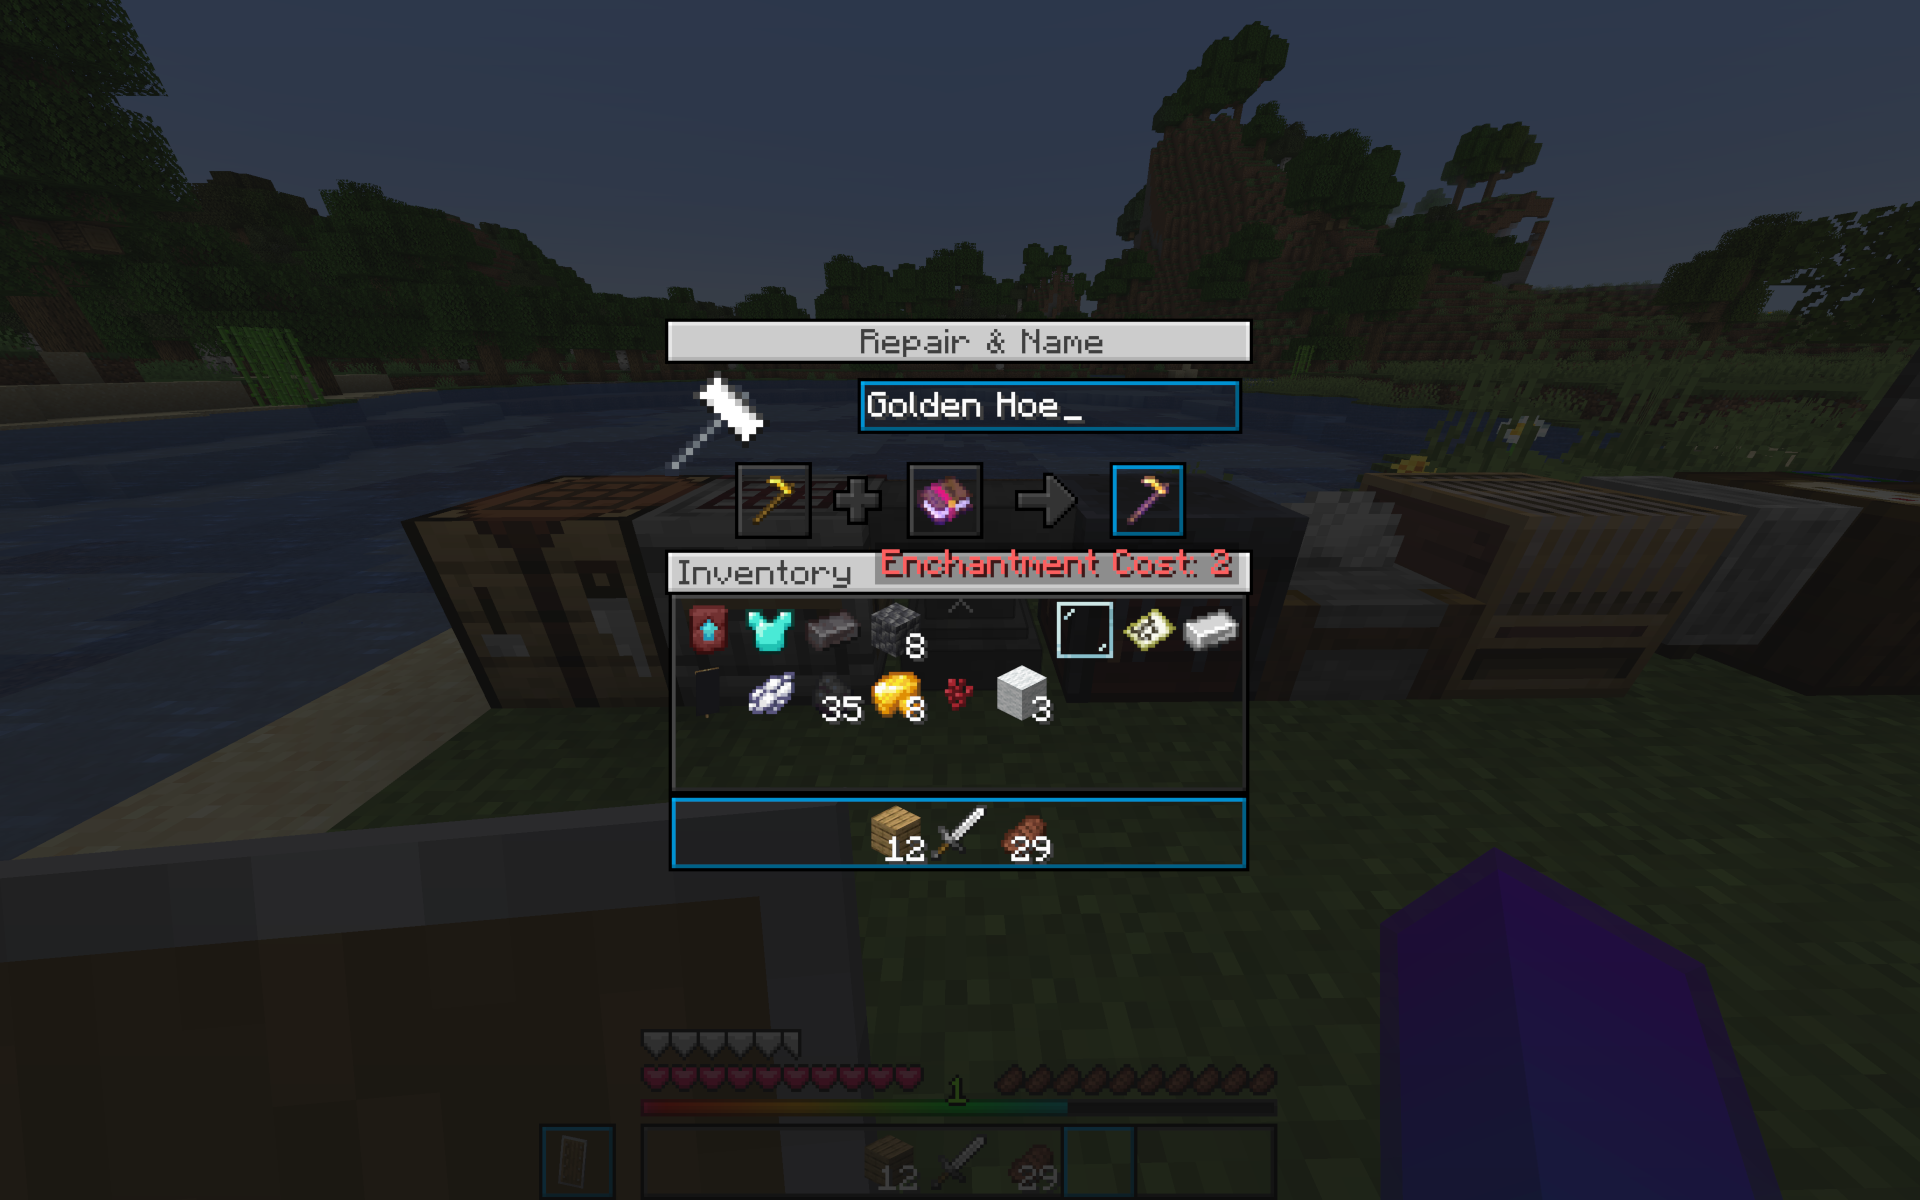 Repair & Name
Golden Hoe_
Inventory
Enchantment Cost: 2
8
35
8
3
12
29
1
12
29